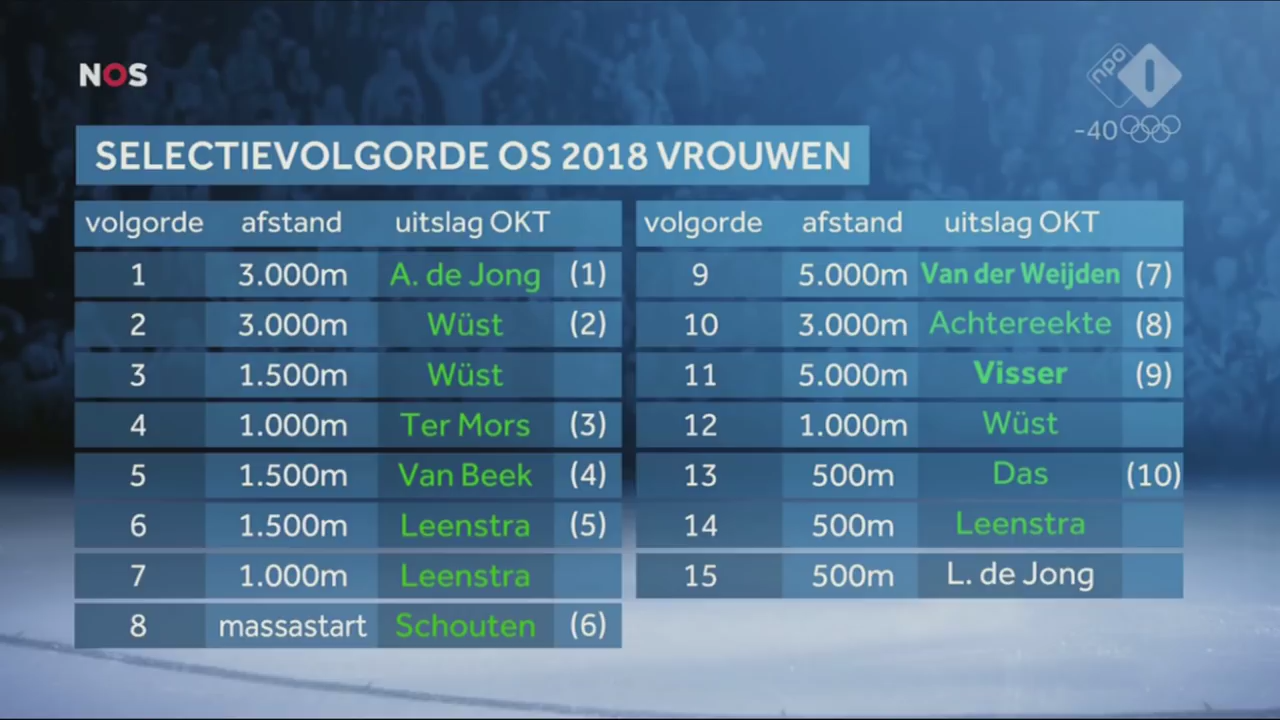 NOS
npo 1
-40
SELECTIEVOLGORDE OS 2018 VROUWEN
volgorde afstand uitslag OKT
1 3.000m A. de Jong (1)
2 3.000m Wüst (2)
3 1.500m Wüst
4 1.000m Ter Mors (3)
5 1.500m Van Beek (4)
6 1.500m Leenstra (5)
7 1.000m Leenstra
8 massastart Schouten (6)
volgorde afstand uitslag OKT
9 5.000m Van der Weijden (7)
10 3.000m Achtereekte (8)
11 5.000m Visser (9)
12 1.000m Wüst
13 500m Das (10)
14 500m Leenstra
15 500m L. de Jong